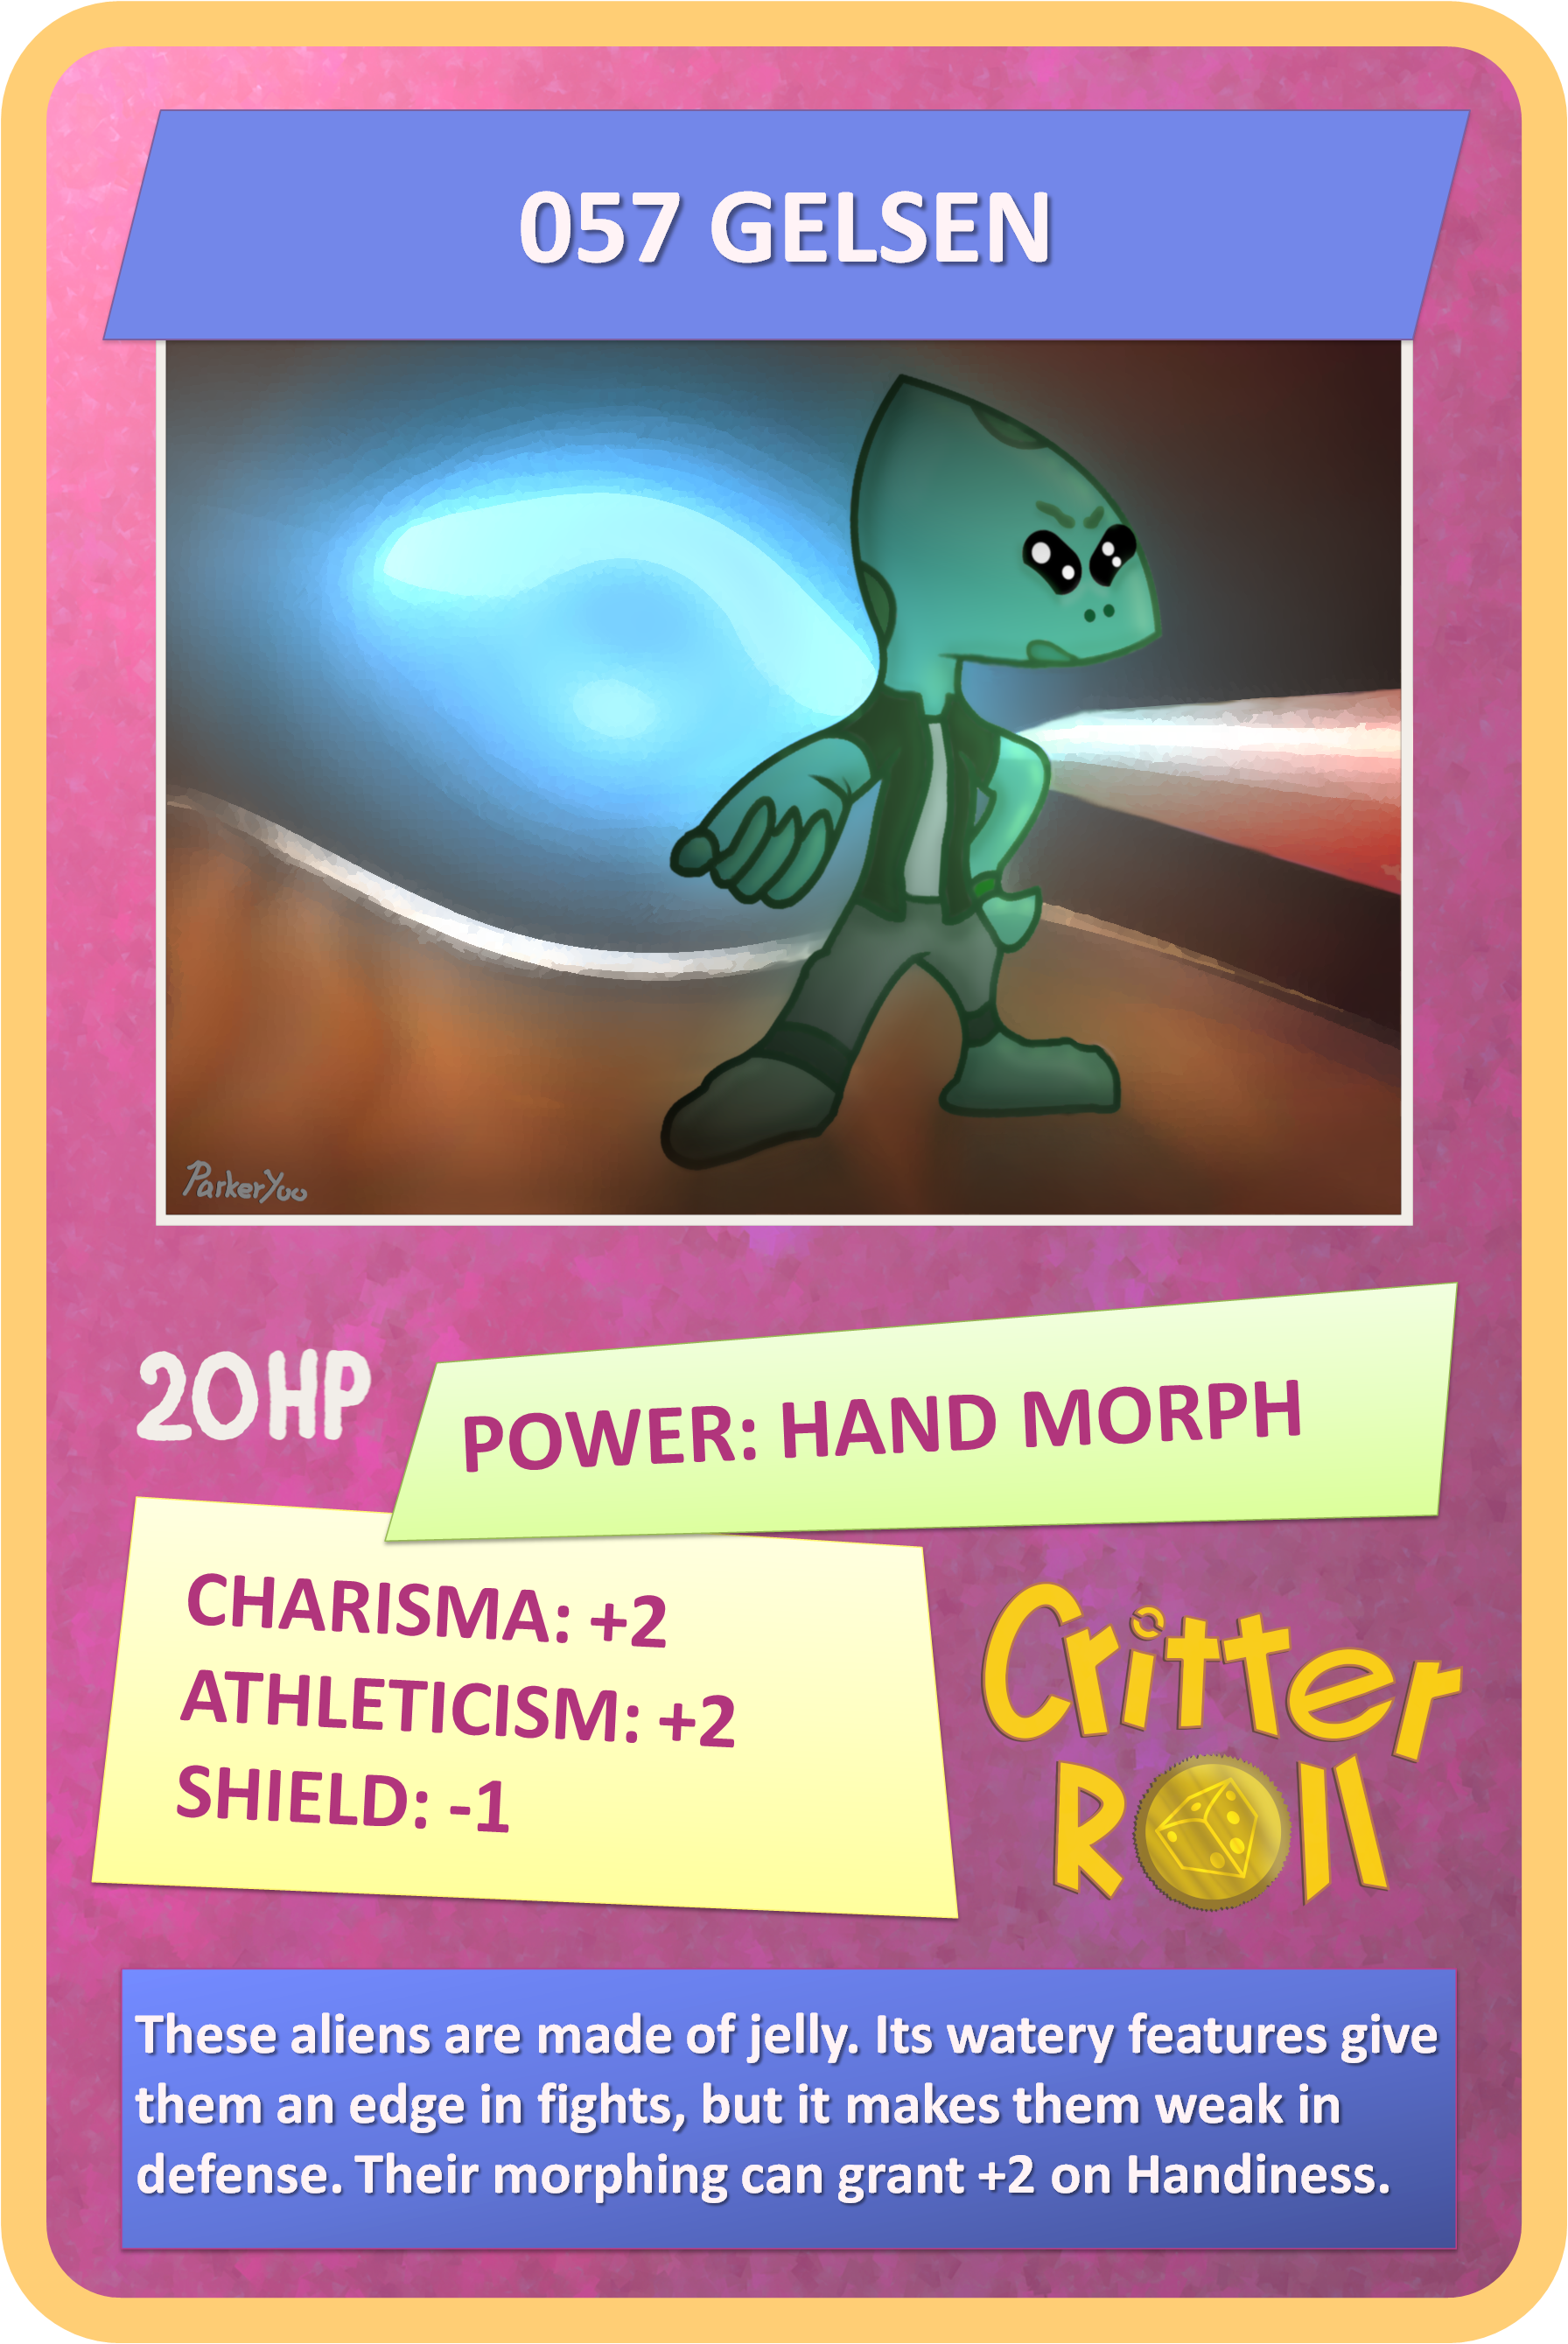 057 GELSEN
ParkerYoo
20HP
POWER: HAND MORPH
CHARISMA: +2
ATHLETICISM: +2
SHIELD: -1
Critter
Roll
These aliens are made of jelly. Its watery features give
them an edge in fights, but it makes them weak in
defense. Their morphing can grant +2 on Handiness.